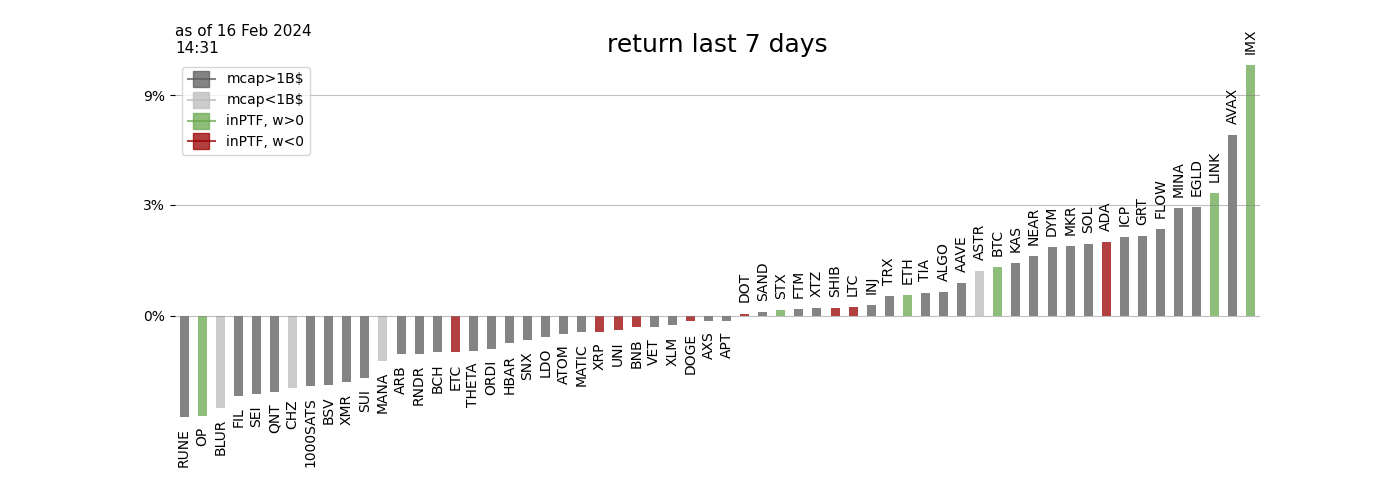 as of 16 Feb 2024
14:31
return last 7 days
mcap>1B$
mcap<1B$
inPTF, w>0
inPTF, w<0
9%
3%
0%
RUNE
OP
BLUR
FIL
SEI
QNT
CHZ
1000SATS
BSV
XMR
SUI
MANA
ARB
RNDR
BCH
ETC
THETA
ORDI
HBAR
SNX
LDO
ATOM
MATIC
XRP
UNI
BNB
VET
XLM
DOGE
AXS
APT
DOT
SAND
STX
FTM
XTZ
SHIB
LTC
INJ
TRX
ETH
TIA
ALGO
AAVE
ASTR
BTC
KAS
NEAR
DYM
MKR
SOL
ADA
ICP
GRT
FLOW
MINA
EGLD
LINK
AVAX
IMX